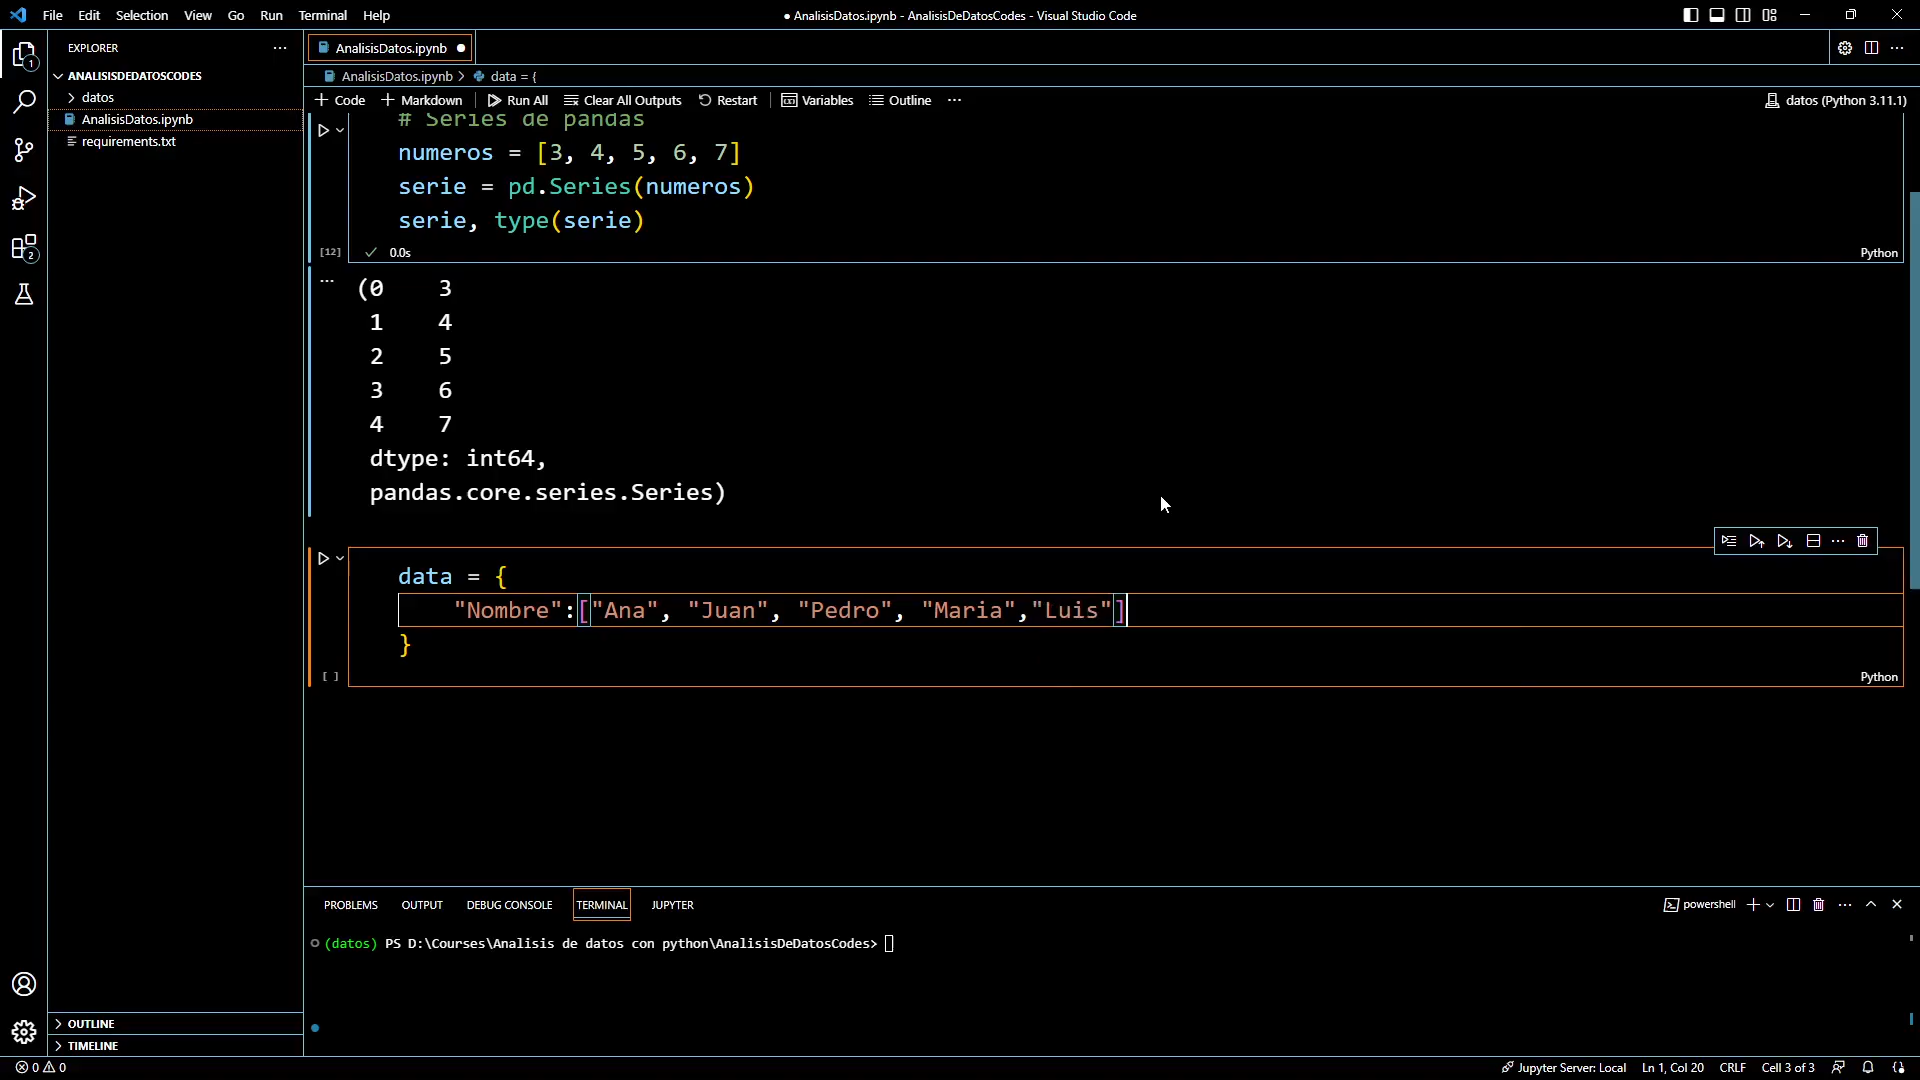 File Edit Selection View Go Run Terminal Help
● AnalisisDatos.ipynb - AnalisisDeDatosCodes - Visual Studio Code
EXPLORER
ANALISISDEDATOSCODES
datos
AnalisisDatos.ipynb
requirements.txt
OUTLINE
TIMELINE
1
2
AnalisisDatos.ipynb ●
AnalisisDatos.ipynb > data = {
+ Code + Markdown Run All Clear All Outputs Restart Variables Outline ...
datos (Python 3.11.1)
# Series de pandas
numeros = [3, 4, 5, 6, 7]
serie = pd.Series(numeros)
serie, type(serie)
[12] ✓ 0.0s
Python
(0 3
1 4
2 5
3 6
4 7
dtype: int64,
pandas.core.series.Series)
data = {
"Nombre":["Ana", "Juan", "Pedro", "Maria","Luis"]
}
[ ]
Python
PROBLEMS OUTPUT DEBUG CONSOLE TERMINAL JUPYTER
powershell
(datos) PS D:\Courses\Analisis de datos con python\AnalisisDeDatosCodes>
0 0
Jupyter Server: Local Ln 1, Col 20 CRLF Cell 3 of 3